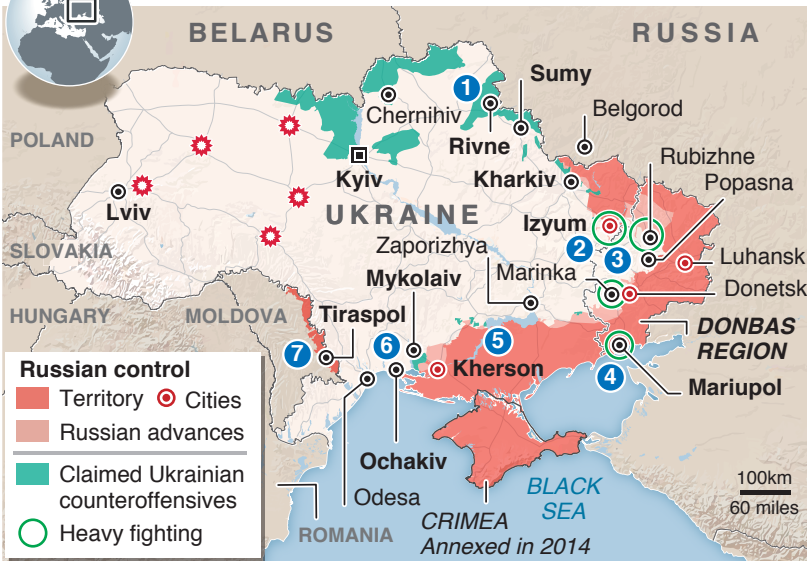 BELARUS
RUSSIA
Sumy
1
Chernihiv
Belgorod
POLAND
Rivne
Rubizhne
Kyiv
Kharkiv
Popasna
Lviv
UKRAINE
Izyum
SLOVAKIA
Zaporizhya
2
3
Luhansk
Mykolaiv
Marinka
Donetsk
HUNGARY
MOLDOVA
Tiraspol
DONBAS
REGION
7
6
5
Kherson
4
Mariupol
Russian control
Territory
Cities
Russian advances
Claimed Ukrainian
counteroffensives
Heavy fighting
Ochakiv
Odesa
ROMANIA
CRIMEA
Annexed in 2014
BLACK
SEA
100km
60 miles